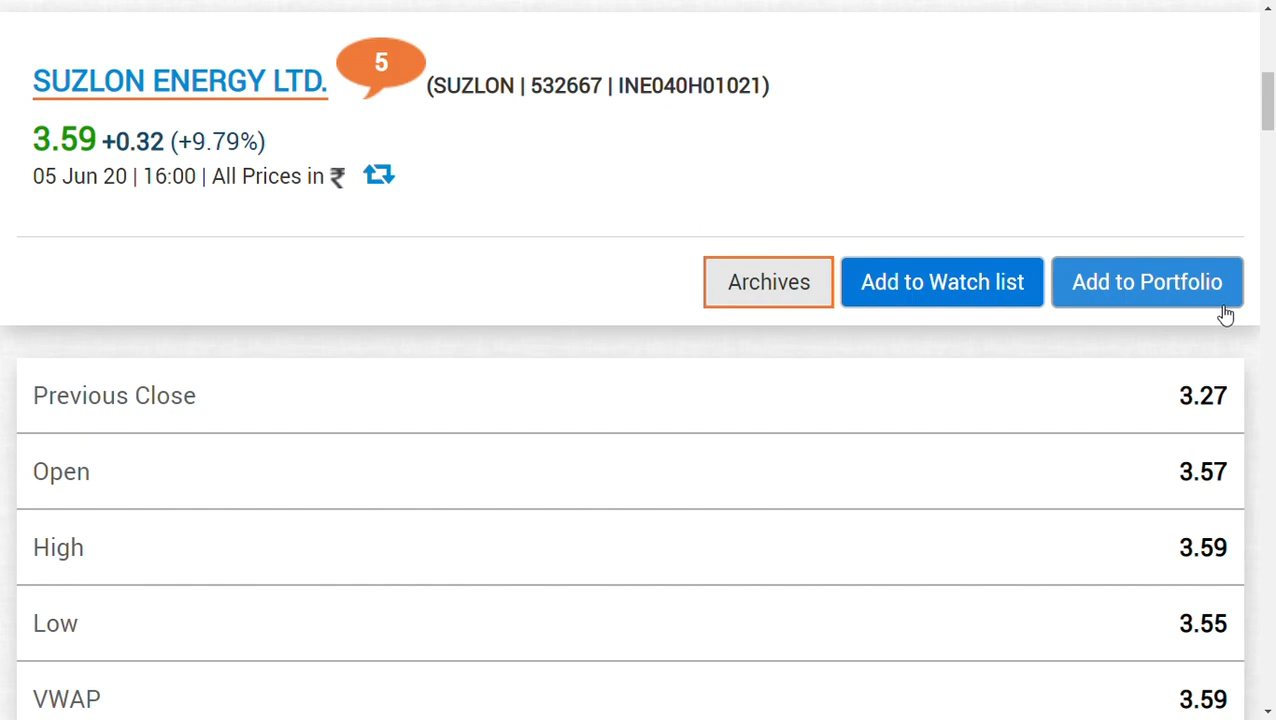 SUZLON ENERGY LTD. 5 (SUZLON | 532667 | INE040H01021)
3.59 +0.32 (+9.79%)
05 Jun 20 | 16:00 | All Prices in ₹
Archives Add to Watch list Add to Portfolio
Previous Close 3.27
Open 3.57
High 3.59
Low 3.55
VWAP 3.59